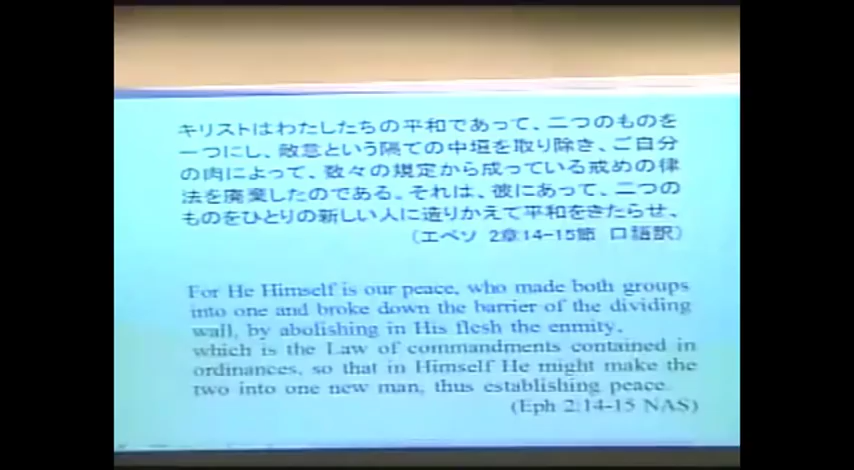 キリストはわたしたちの平和であって、二つのものを
一つにし、敵意という隔ての中垣を取り除き、ご自分
の肉によって、数々の規定から成っている戒めの律
法を廃棄したのである。それは、彼にあって、二つの
ものをひとりの新しい人に造りかえて平和をきたらせ、
(エペソ 2章14-15節 口語訳)
For He Himself is our peace, who made both groups
into one and broke down the barrier of the dividing
wall, by abolishing in His flesh the enmity,
which is the Law of commandments contained in
ordinances, so that in Himself He might make the
two into one new man, thus establishing peace.
(Eph 2:14-15 NAS)